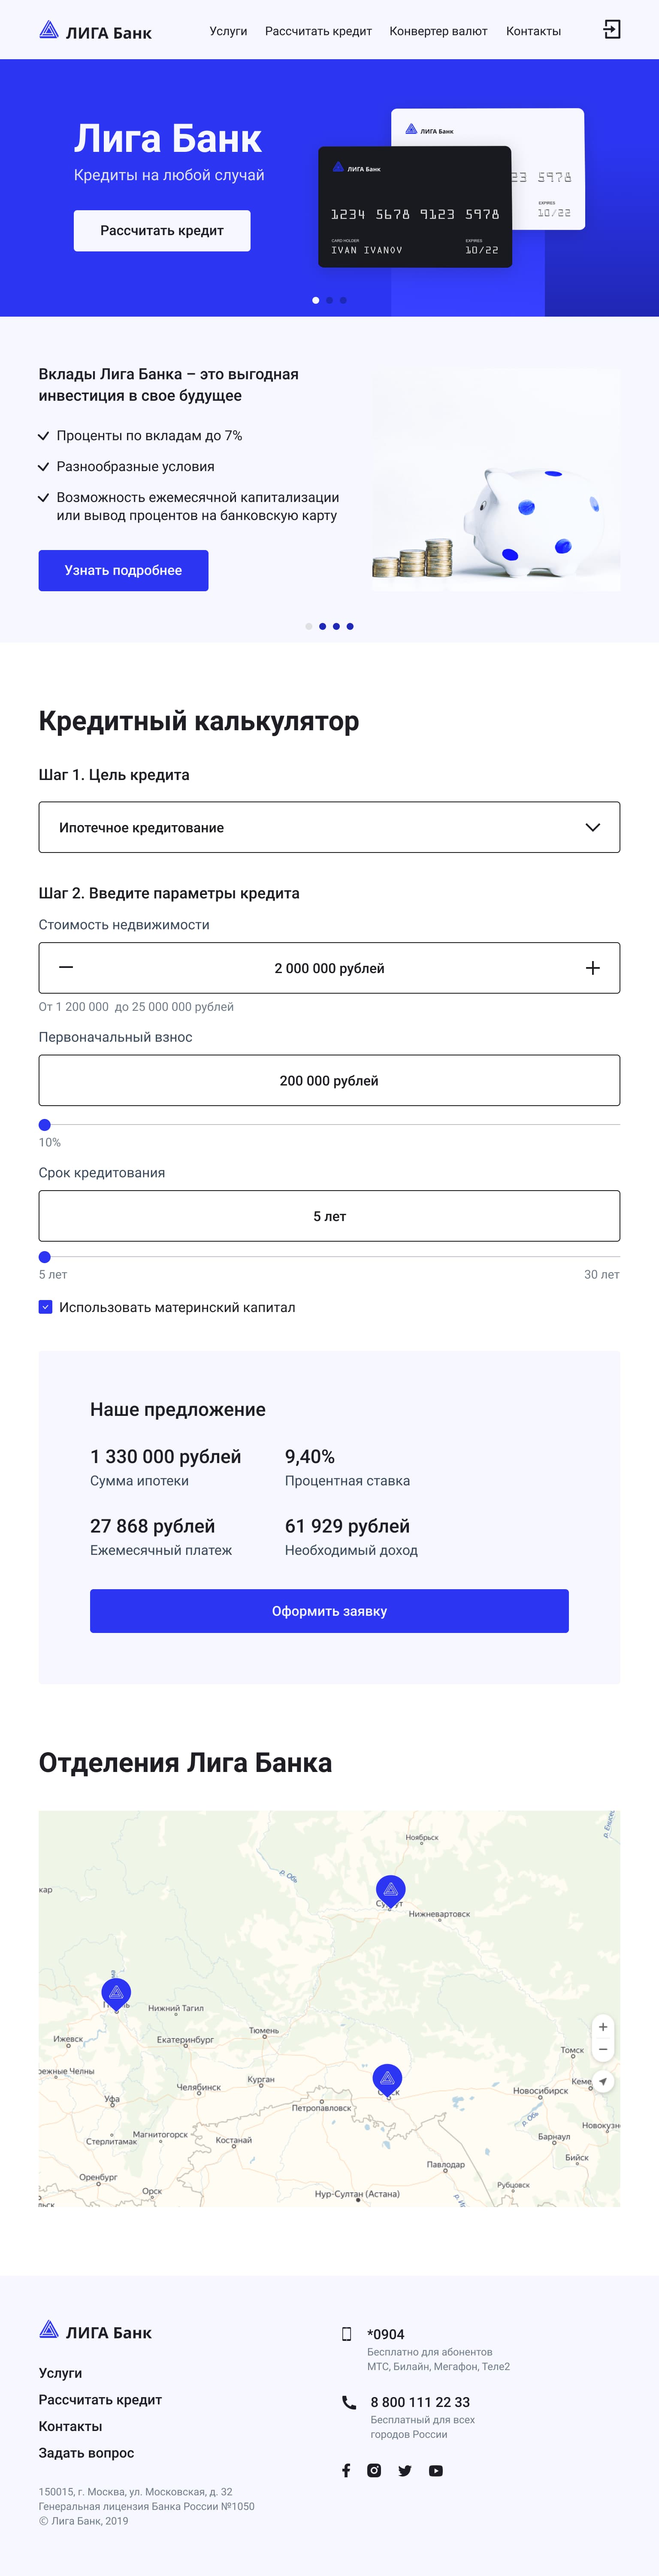 ЛИГА Банк
Услуги
Рассчитать кредит
Конвертер валют
Контакты
Лига Банк
Кредиты на любой случай
Рассчитать кредит
ЛИГА Банк
23 5978
EXPIRES
10/22
ЛИГА Банк
1234 5678 9123 5978
CARD HOLDER
EXPIRES
IVAN IVANOV
10/22
Вклады Лига Банка – это выгодная
инвестиция в свое будущее
Проценты по вкладам до 7%
Разнообразные условия
Возможность ежемесячной капитализации
или вывод процентов на банковскую карту
Узнать подробнее
Кредитный калькулятор
Шаг 1. Цель кредита
Ипотечное кредитование
Шаг 2. Введите параметры кредита
Стоимость недвижимости
2 000 000 рублей
От 1 200 000 до 25 000 000 рублей
Первоначальный взнос
200 000 рублей
10%
Срок кредитования
5 лет
5 лет
30 лет
Использовать материнский капитал
Наше предложение
1 330 000 рублей
9,40%
Сумма ипотеки
Процентная ставка
27 868 рублей
61 929 рублей
Ежемесячный платеж
Необходимый доход
Оформить заявку
Отделения Лига Банка
Ноябрьск
р. Обь
кар
Нижневартовск
Нижний Тагил
Тюмень
Ижевск
Екатеринбург
Томск
режные Челны
Курган
Челябинск
Кеме
Новосибирск
Уфа
Петропавловск
р. Обь
Новокузн
Магнитогорск
Костанай
Стерлитамак
Барнаул
Бийск
Павлодар
Оренбург
Орск
Рубцовск
Нур-Султан (Астана)
ЛИГА Банк
Услуги
Рассчитать кредит
Контакты
Задать вопрос
150015, г. Москва, ул. Московская, д. 32
Генеральная лицензия Банка России №1050
© Лига Банк, 2019
*0904
Бесплатно для абонентов
МТС, Билайн, Мегафон, Теле2
8 800 111 22 33
Бесплатный для всех
городов России